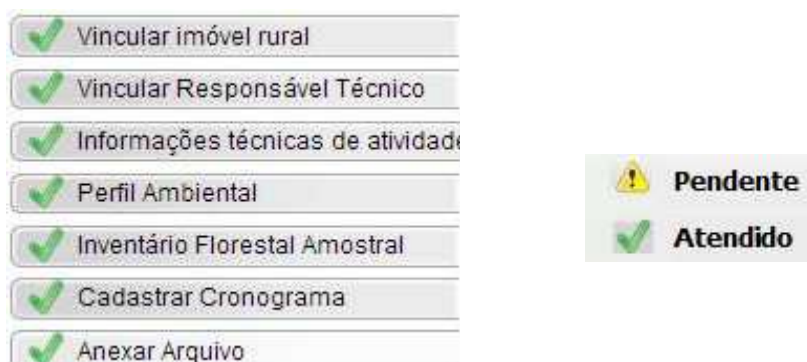 Vincular imóvel rural
Vincular Responsável Técnico
Informações técnicas de atividade
Perfil Ambiental
Inventário Florestal Amostral
Cadastrar Cronograma
Anexar Arquivo
Pendente
Atendido